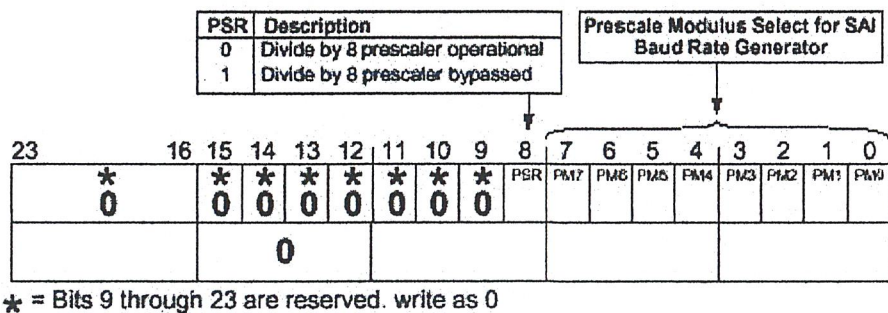 PSR Description
0 Divide by 8 prescaler operational
1 Divide by 8 prescaler bypassed
Prescale Modulus Select for SAI
Baud Rate Generator
23 16 15 14 13 12 11 10 9 8 7 6 5 4 3 2 1 0
* * * * * * * * PSR PM7 PM6 PM5 PM4 PM3 PM2 PM1 PM0
0 0 0 0 0 0 0 0
0
* = Bits 9 through 23 are reserved. write as 0